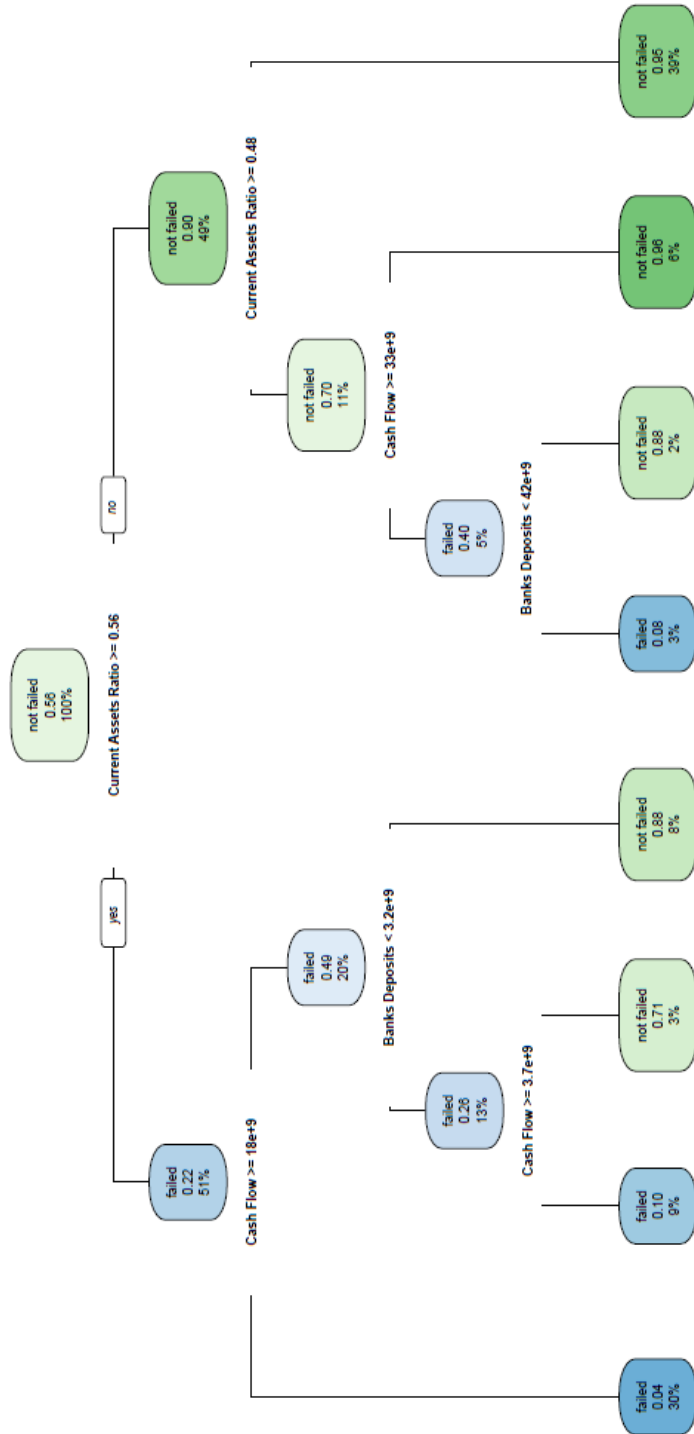 not failed
0.56
100%
Current Assets Ratio >= 0.56
yes
no
failed
0.22
51%
Cash Flow >= 18e+9
not failed
0.90
49%
Current Assets Ratio >= 0.48
failed
0.49
20%
Banks Deposits < 3.2e+9
not failed
0.70
11%
Cash Flow >= 33e+9
failed
0.26
13%
Cash Flow >= 3.7e+9
failed
0.40
5%
Banks Deposits < 42e+9
failed
0.04
30%
failed
0.10
9%
not failed
0.71
3%
not failed
0.88
8%
failed
0.08
3%
not failed
0.88
2%
not failed
0.96
6%
not failed
0.95
39%